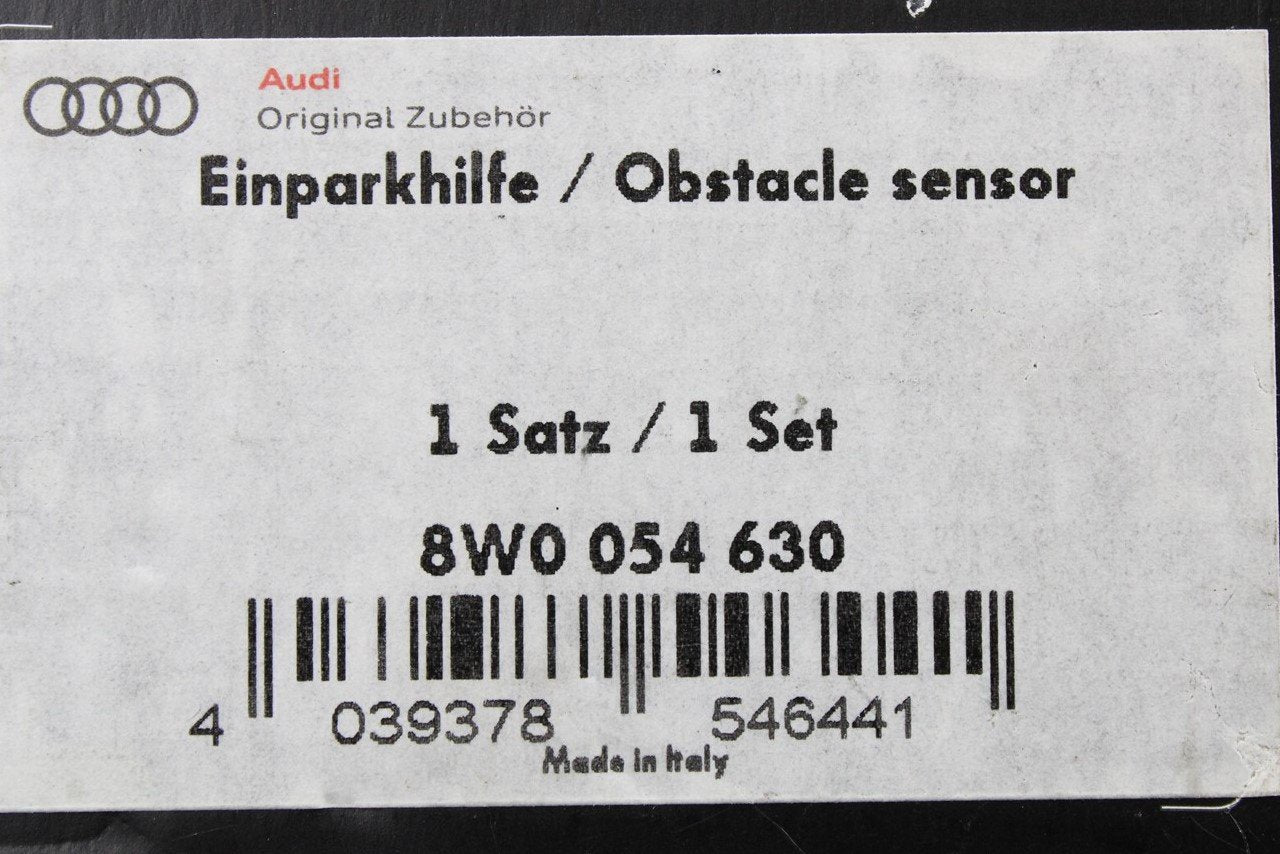 Audi
Original Zubehör
Einparkhilfe / Obstacle sensor
1 Satz / 1 Set
8W0 054 630
4 039378 546441
Made in Italy